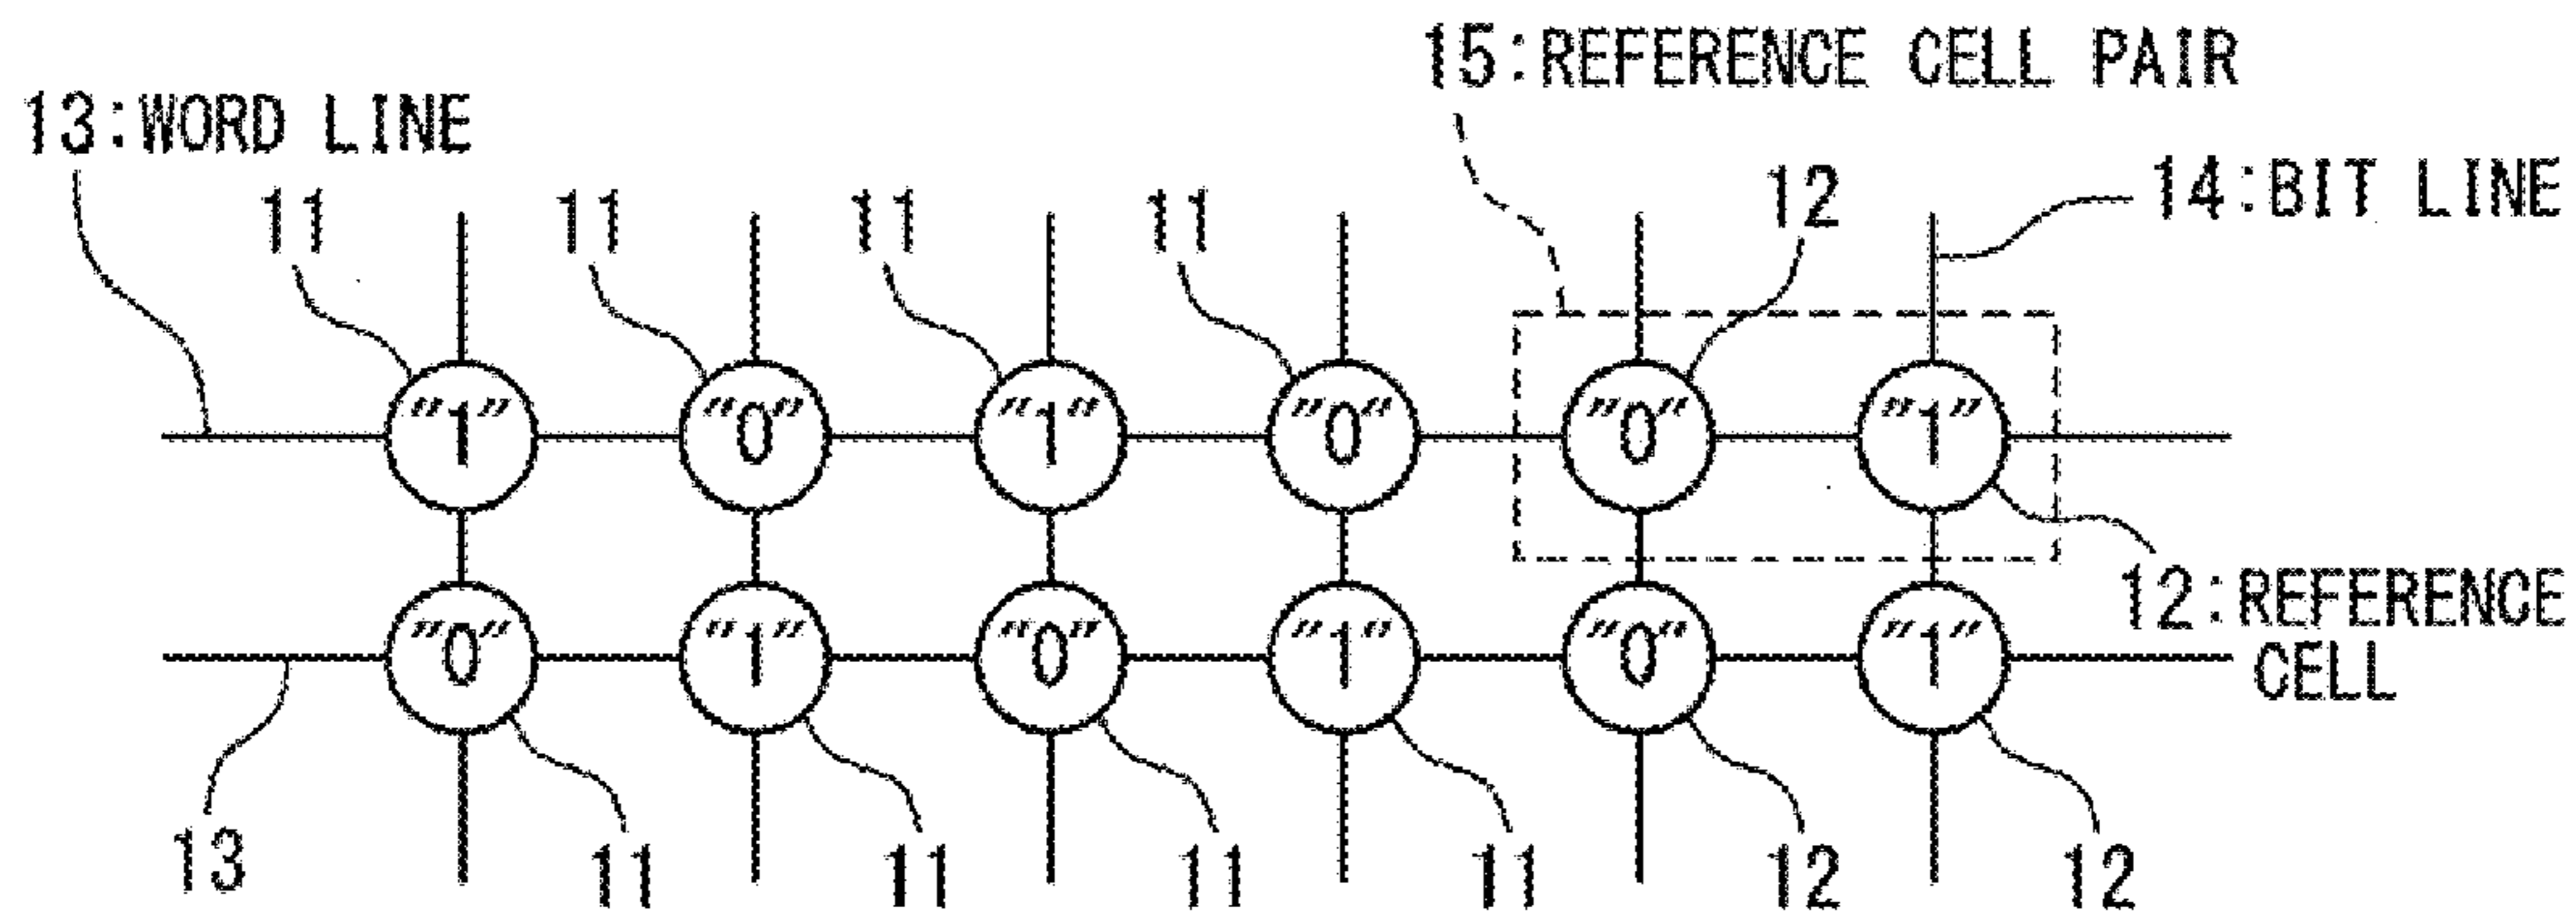 15:REFERENCE CELL PAIR
13:WORD LINE
11 11 11 11 12 14:BIT LINE
"1" "0" "1" "0" "0" "1"
12:REFERENCE
CELL
"0" "1" "0" "1" "0" "1"
13 11 11 11 11 12 12